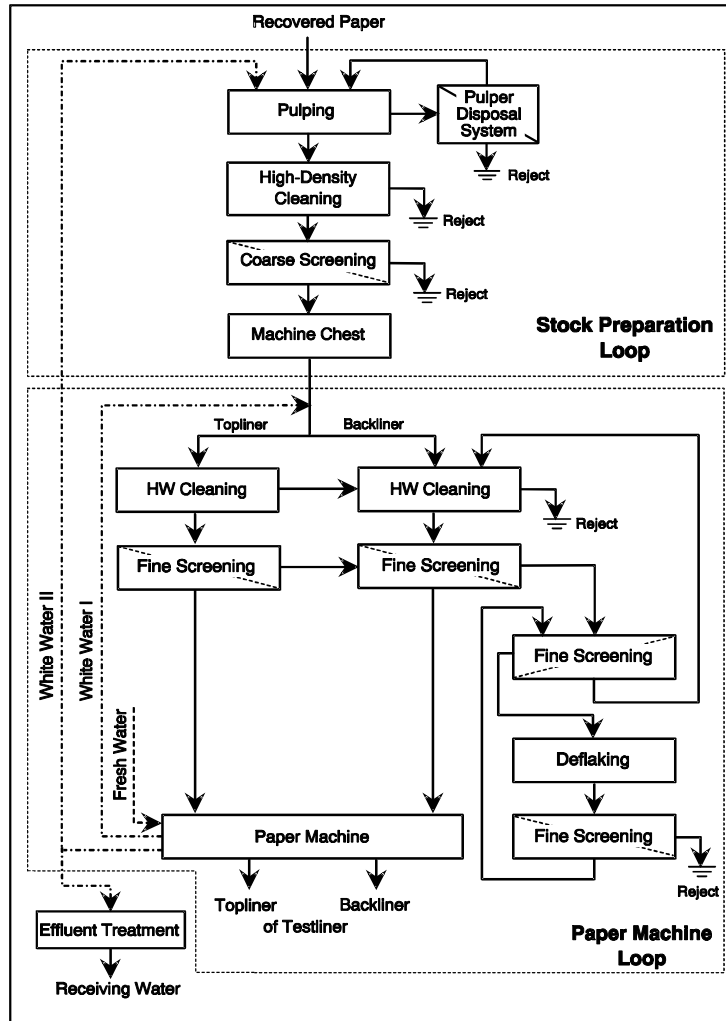 Recovered Paper
Pulping
Pulper
Disposal
System
Reject
High-Density
Cleaning
Reject
Coarse Screening
Reject
Machine Chest
Stock Preparation
Loop
Topliner
Backliner
HW Cleaning
HW Cleaning
Reject
Fine Screening
Fine Screening
White Water II
White Water I
Fresh Water
Fine Screening
Deflaking
Fine Screening
Reject
Paper Machine
Topliner
Backliner
of Testliner
Effluent Treatment
Receiving Water
Paper Machine
Loop